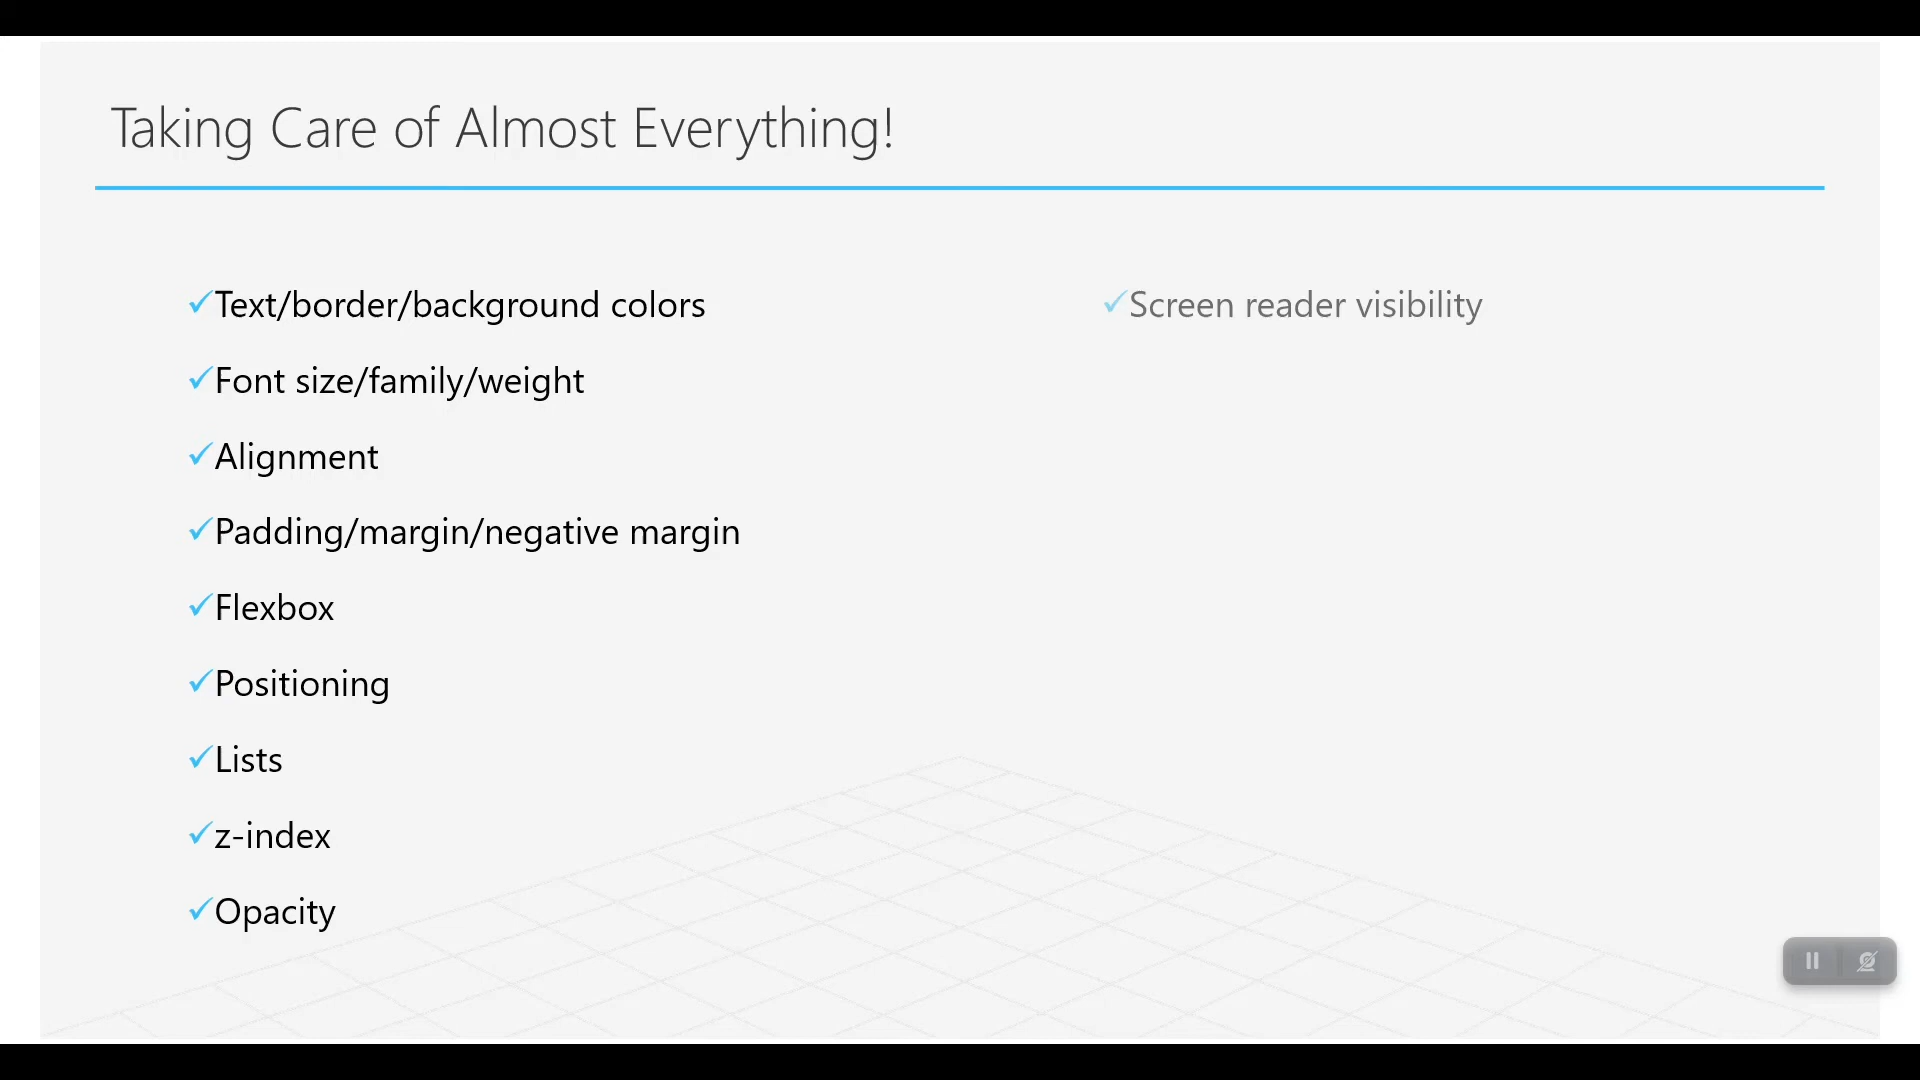 Taking Care of Almost Everything!
✓Text/border/background colors
✓Font size/family/weight
✓Alignment
✓Padding/margin/negative margin
✓Flexbox
✓Positioning
✓Lists
✓z-index
✓Opacity
✓Screen reader visibility